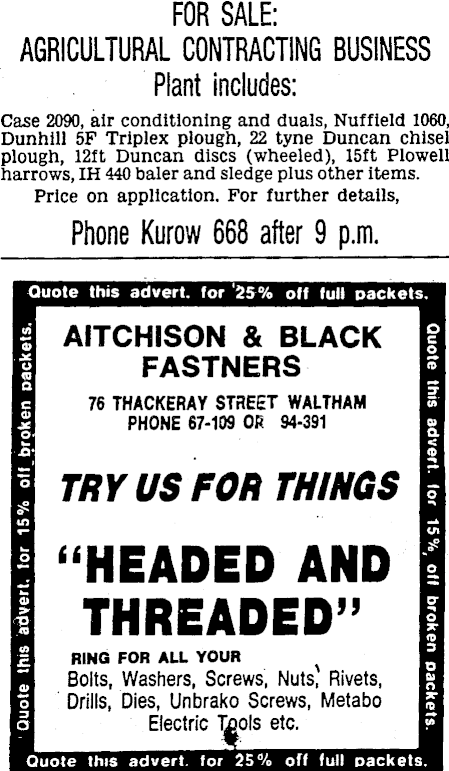 FOR SALE:
AGRICULTURAL CONTRACTING BUSINESS
Plant includes:
Case 2090, air conditioning and duals, Nuffield 1060,
Dunhill 5F Triplex plough, 22 tyne Duncan chisel
plough, 12ft Duncan discs (wheeled), 15ft Plowell
harrows, IH 440 baler and sledge plus other items.
Price on application. For further details,
Phone Kurow 668 after 9 p.m.
Quote this advert. for 25% off full packets.
Quote this advert. for 15% off broken packets.
Quote this advert. for 15% off broken packets.
AITCHISON & BLACK
FASTNERS
76 THACKERAY STREET WALTHAM
PHONE 67-109 OR 94-391
TRY US FOR THINGS
"HEADED AND
THREADED"
RING FOR ALL YOUR
Bolts, Washers, Screws, Nuts, Rivets,
Drills, Dies, Unbrako Screws, Metabo
Electric Tools etc.
Quote this advert. for 25% off full packets.